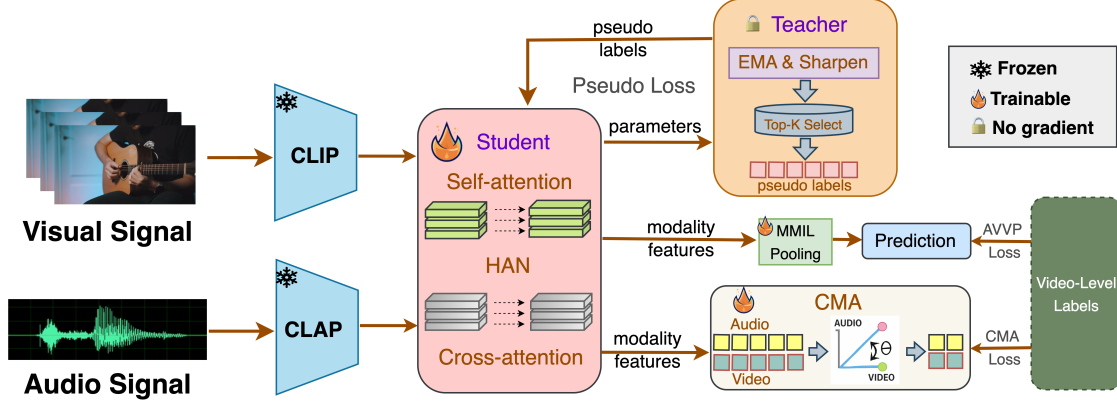 Visual Signal
Audio Signal
CLIP
CLAP
Student
Self-attention
HAN
Cross-attention
pseudo
labels
Pseudo Loss
parameters
Teacher
EMA & Sharpen
Top-K Select
pseudo labels
Frozen
Trainable
No gradient
modality
features
MMIL
Pooling
Prediction
AVVP
Loss
modality
features
CMA
Audio
Video
AUDIO
θ
VIDEO
CMA
Loss
Video-Level
Labels